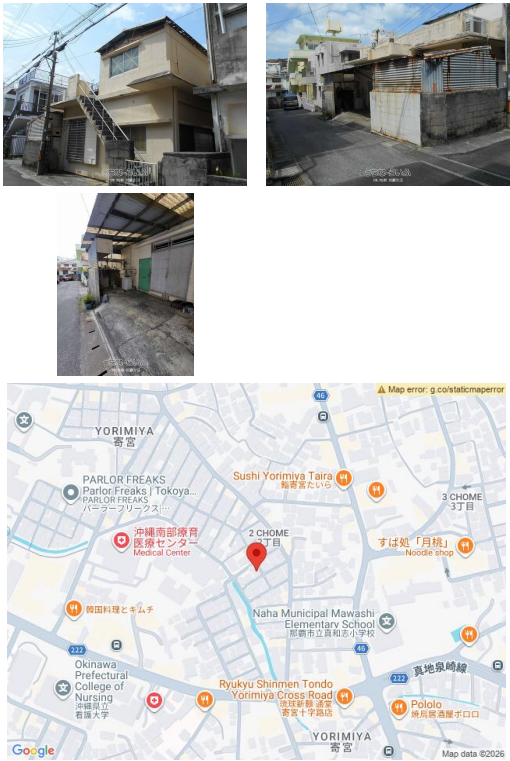 46
⚠ Map error: g.co/staticmaperror
YORIMIYA
寄宮
Sushi Yorimiya Taira
鮨寄宮たいら
PARLOR FREAKS
Parlor Freaks | Tokoya...
PARLOR FREAKS
パーラーフリークス|…
3 CHOME
3丁目
沖縄南部療育
医療センター
Medical Center
2 CHOME
2丁目
すば処「月桃」
Noodle shop
韓国料理とキムチ
Naha Municipal Mawashi
Elementary School
那覇市立真和志小学校
222
46
Okinawa
Prefectural
College of
Nursing
沖縄県立
看護大学
真地泉崎線
222
Ryukyu Shinmen Tondo
Yorimiya Cross Road
琉球新麺 通堂
寄宮十字路店
Pololo
焼鳥居酒屋ポロロ
YORIMIYA
寄宮
Google
Map data ©2026